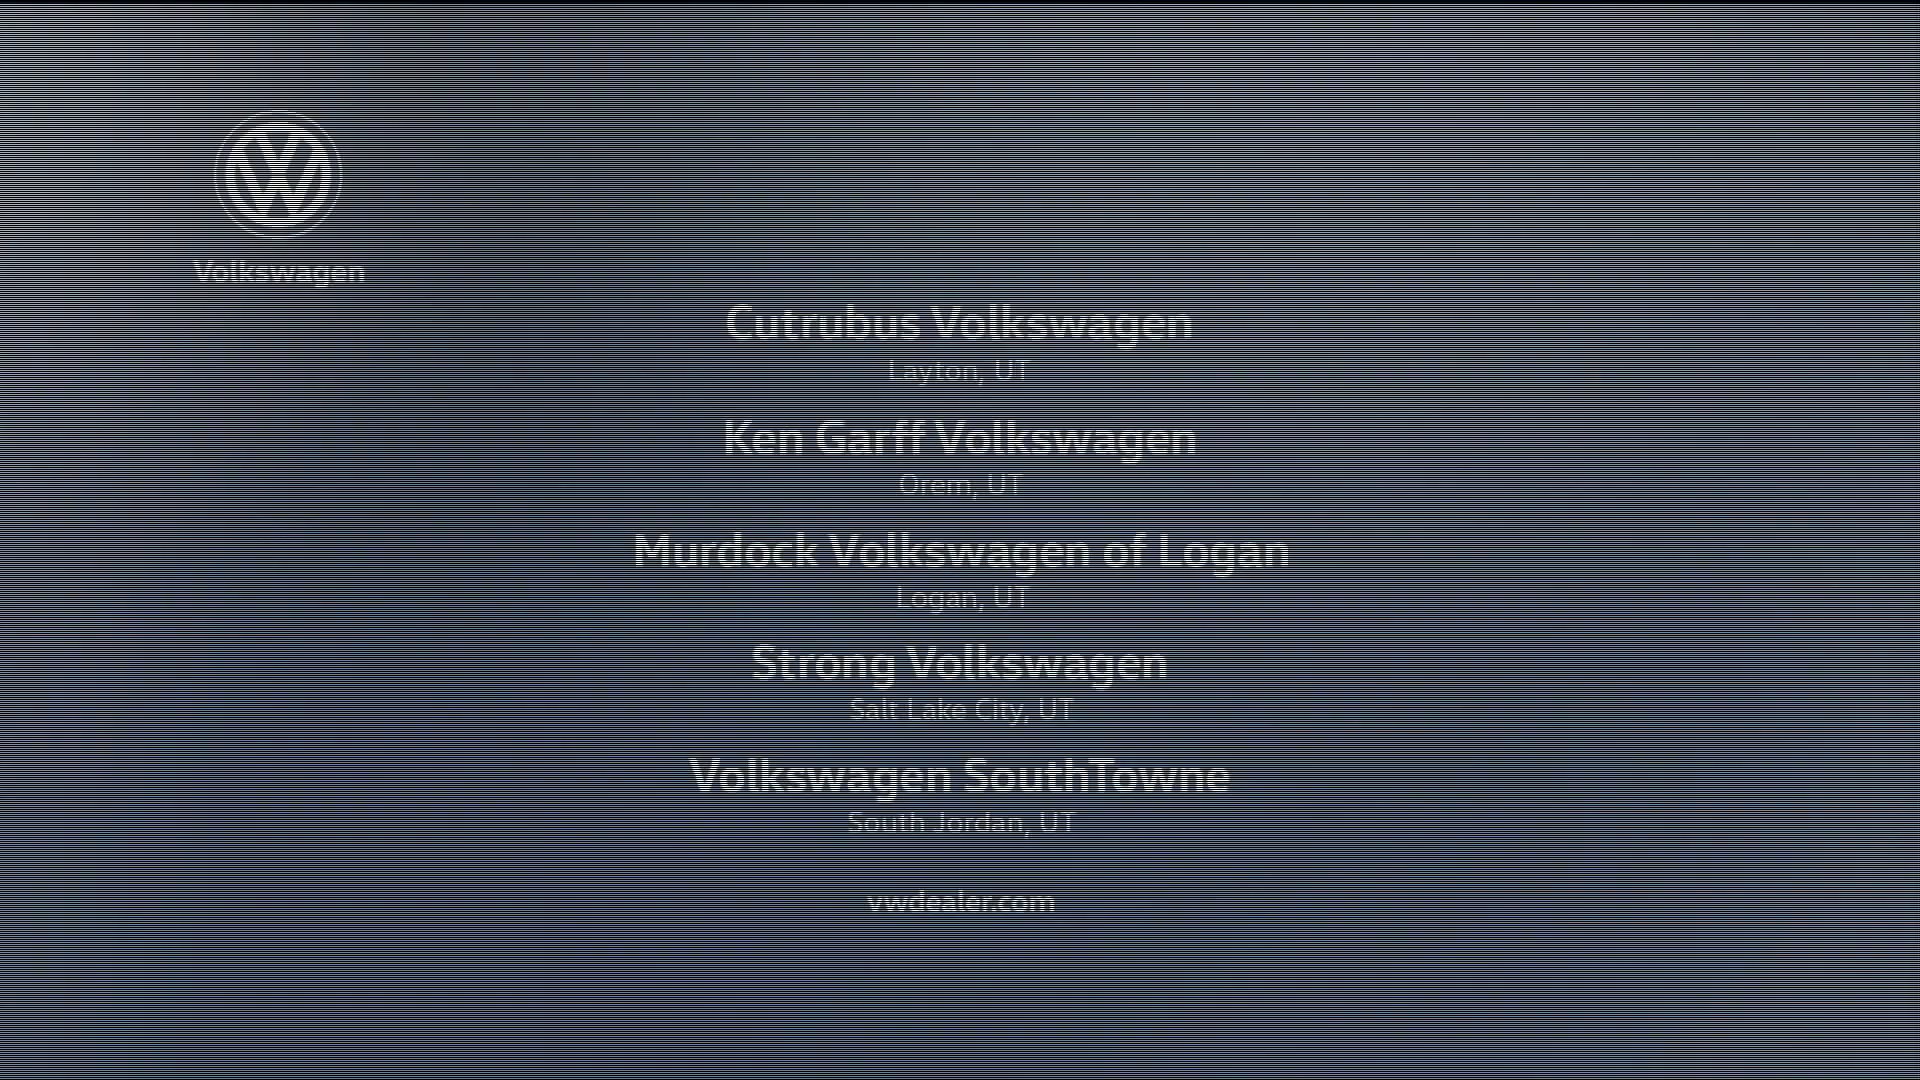 Volkswagen
Cutrubus Volkswagen
Layton, UT
Ken Garff Volkswagen
Orem, UT
Murdock Volkswagen of Logan
Logan, UT
Strong Volkswagen
Salt Lake City, UT
Volkswagen SouthTowne
South Jordan, UT
vwdealer.com